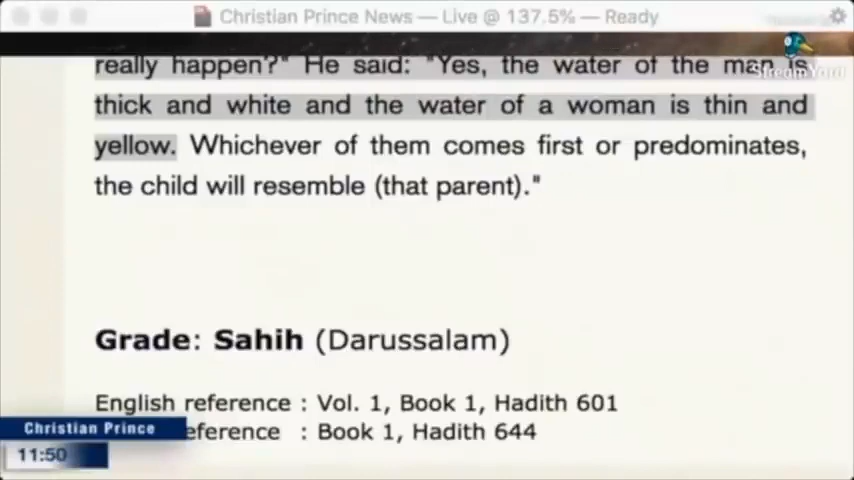 Christian Prince News — Live @ 137.5% — Ready
StreamYard
really happen?" He said: "Yes, the water of the man is
thick and white and the water of a woman is thin and
yellow. Whichever of them comes first or predominates,
the child will resemble (that parent)."
Grade: Sahih (Darussalam)
English reference : Vol. 1, Book 1, Hadith 601
eference : Book 1, Hadith 644
Christian Prince
11:50